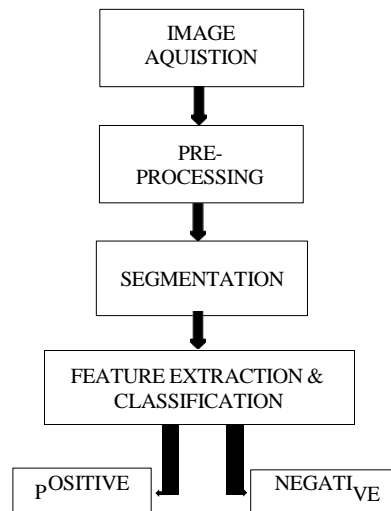 IMAGE
AQUISTION
PRE-
PROCESSING
SEGMENTATION
FEATURE EXTRACTION &
CLASSIFICATION
POSITIVE
NEGATIVE